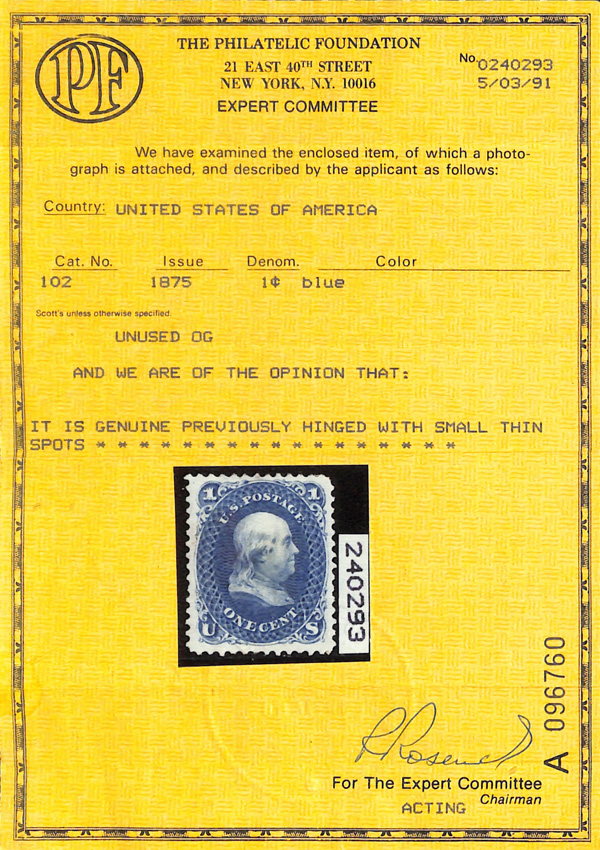 PF
THE PHILATELIC FOUNDATION
21 EAST 40TH STREET
NEW YORK, N.Y. 10016
EXPERT COMMITTEE
No. 0240293
5/03/91
We have examined the enclosed item, of which a photo-
graph is attached, and described by the applicant as follows:
Country: UNITED STATES OF AMERICA
Cat. No. Issue Denom. Color
102 1875 1¢ blue
Scott's unless otherwise specified
UNUSED OG
AND WE ARE OF THE OPINION THAT:
IT IS GENUINE PREVIOUSLY HINGED WITH SMALL THIN
SPOTS * * * * * * * * * * * * * * * * *
1 1
U.S. POSTAGE
ONE CENT
U S
240293
A 096760
For The Expert Committee
Chairman
ACTING